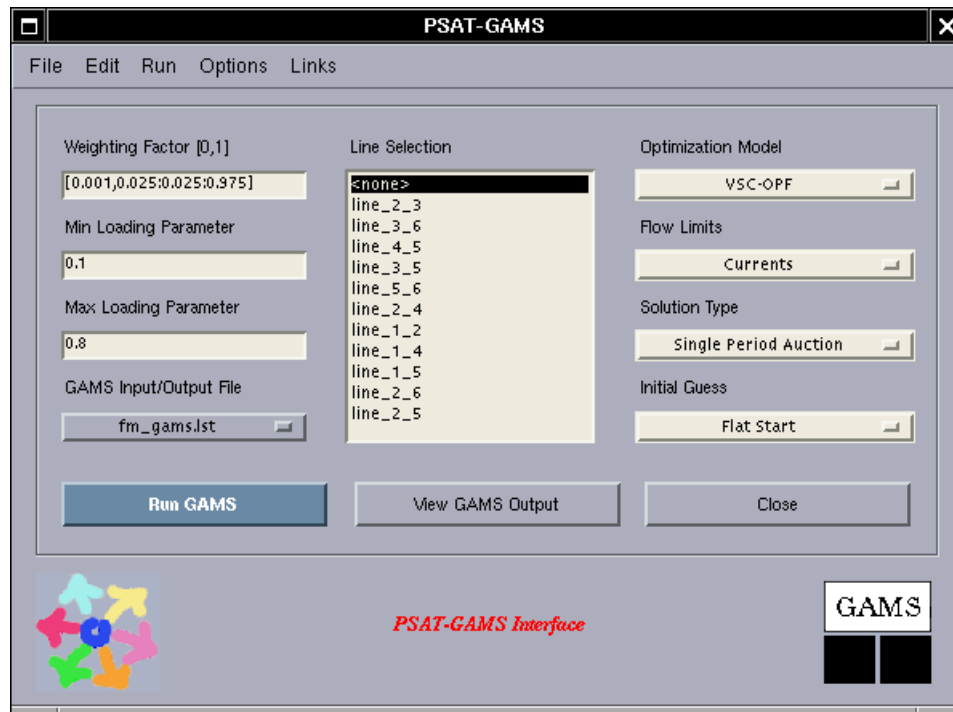 PSAT-GAMS
File Edit Run Options Links
Weighting Factor [0,1]
[0.001,0.025:0.025:0.975]
Min Loading Parameter
0.1
Max Loading Parameter
0.8
GAMS Input/Output File
fm_gams.lst
Line Selection
<none>
line_2_3
line_3_6
line_4_5
line_3_5
line_5_6
line_2_4
line_1_2
line_1_4
line_1_5
line_2_6
line_2_5
Optimization Model
VSC-OPF
Flow Limits
Currents
Solution Type
Single Period Auction
Initial Guess
Flat Start
Run GAMS
View GAMS Output
Close
PSAT-GAMS Interface
GAMS